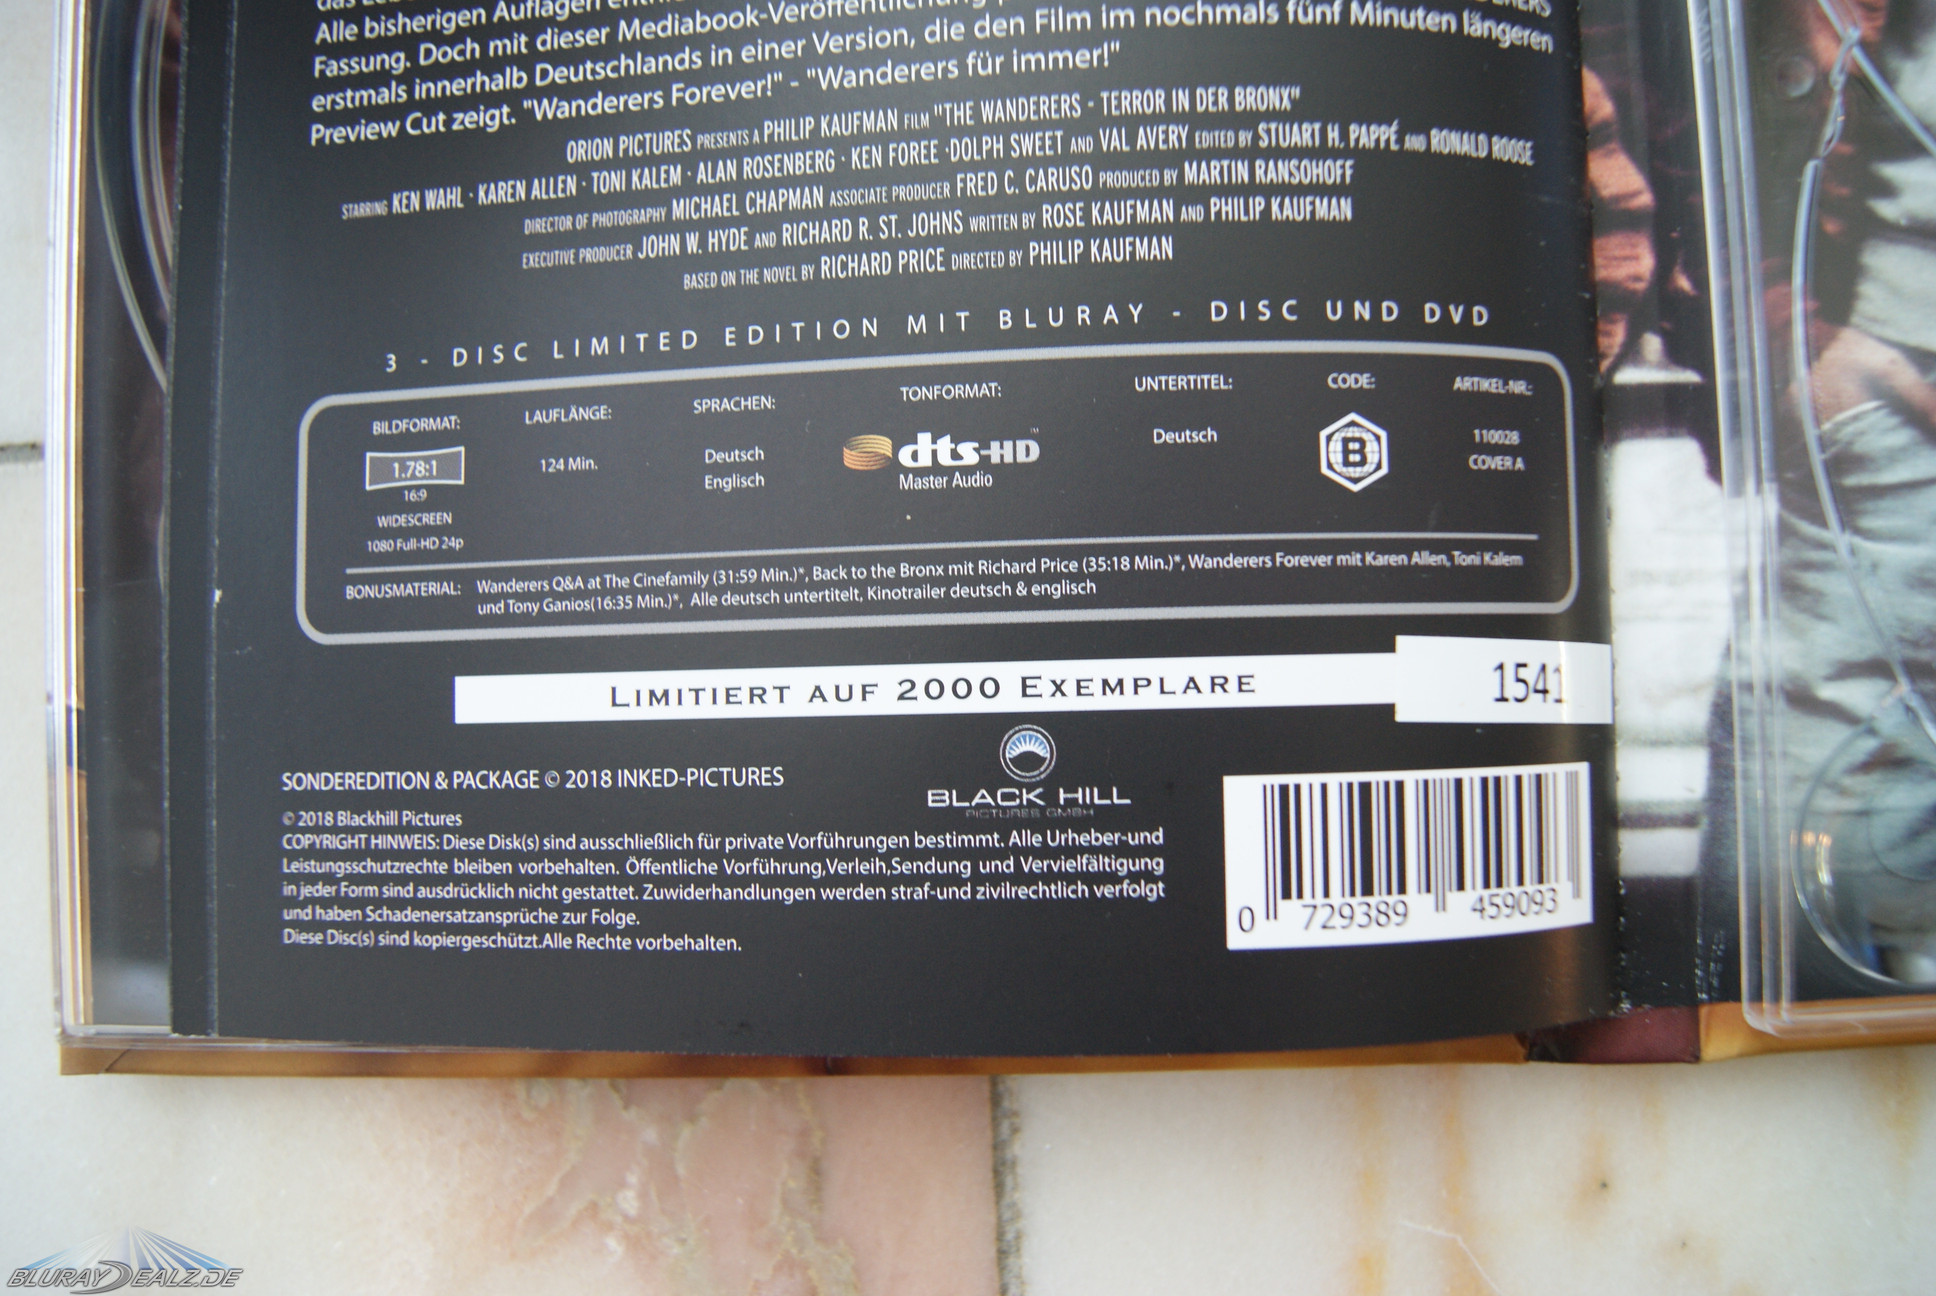 Alle bisherigen Auflagen
Fassung. Doch mit dieser Mediabook-Veröffentlichung
erstmals innerhalb Deutschlands in einer Version, die den Film im nochmals fünf Minuten längeren
Preview Cut zeigt. "Wanderers Forever!" - "Wanderers für immer!"
ORION PICTURES PRESENTS A PHILIP KAUFMAN FILM "THE WANDERERS - TERROR IN DER BRONX"
STARRING KEN WAHL · KAREN ALLEN · TONI KALEM · ALAN ROSENBERG · KEN FOREE · DOLPH SWEET AND VAL AVERY EDITED BY STUART H. PAPPÉ AND RONALD ROOSE
DIRECTOR OF PHOTOGRAPHY MICHAEL CHAPMAN ASSOCIATE PRODUCER FRED C. CARUSO PRODUCED BY MARTIN RANSOHOFF
EXECUTIVE PRODUCER JOHN W. HYDE AND RICHARD R. ST. JOHNS WRITTEN BY ROSE KAUFMAN AND PHILIP KAUFMAN
BASED ON THE NOVEL BY RICHARD PRICE DIRECTED BY PHILIP KAUFMAN
3 - DISC LIMITED EDITION MIT BLURAY - DISC UND DVD
BILDFORMAT: LAUFLÄNGE: SPRACHEN: TONFORMAT: UNTERTITEL: CODE: ARTIKEL-NR.:
1.78:1 124 Min. Deutsch dts-HD ™ Deutsch B 110028
16:9 Englisch Master Audio COVER A
WIDESCREEN
1080 Full-HD 24p
BONUSMATERIAL: Wanderers Q&A at The Cinefamily (31:59 Min.)*, Back to the Bronx mit Richard Price (35:18 Min.)*, Wanderers Forever mit Karen Allen, Toni Kalem
und Tony Ganios(16:35 Min.)*, Alle deutsch untertitelt, Kinotrailer deutsch & englisch
LIMITIERT AUF 2000 EXEMPLARE 1541
SONDEREDITION & PACKAGE © 2018 INKED-PICTURES
BLACK HILL
PICTURES GMBH
© 2018 Blackhill Pictures
COPYRIGHT HINWEIS: Diese Disk(s) sind ausschließlich für private Vorführungen bestimmt. Alle Urheber-und
Leistungsschutzrechte bleiben vorbehalten. Öffentliche Vorführung,Verleih,Sendung und Vervielfältigung
in jeder Form sind ausdrücklich nicht gestattet. Zuwiderhandlungen werden straf-und zivilrechtlich verfolgt
und haben Schadenersatzansprüche zur Folge.
Diese Disc(s) sind kopiergeschützt.Alle Rechte vorbehalten.
0 729389 459093
BLURAYDEALZ.DE